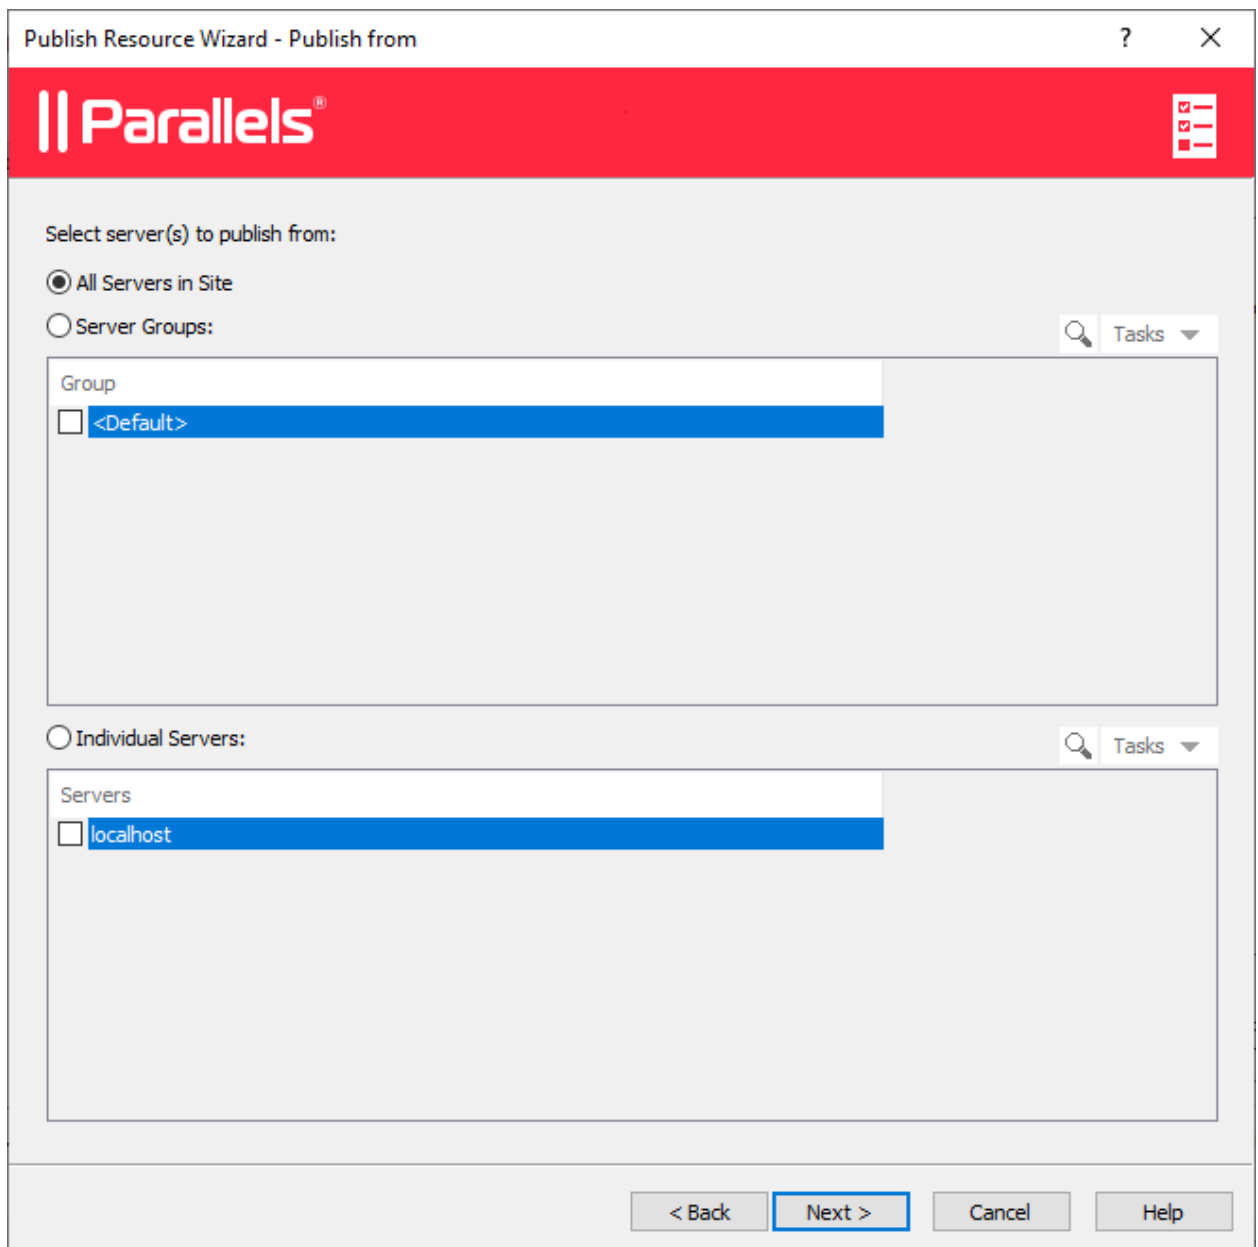 Publish Resource Wizard - Publish from
?
Parallels®
Select server(s) to publish from:
All Servers in Site
Server Groups:
Tasks
Group
<Default>
Individual Servers:
Tasks
Servers
localhost
< Back Next > Cancel Help